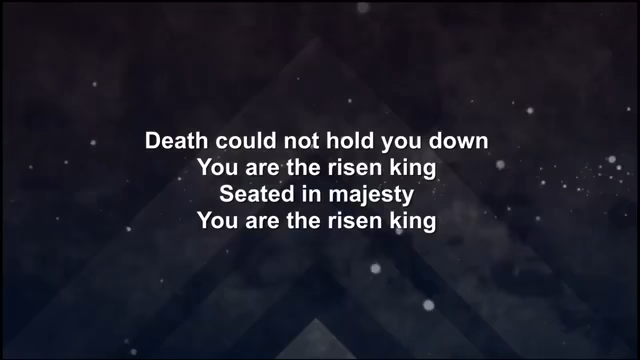 Death could not hold you down
You are the risen king
Seated in majesty
You are the risen king